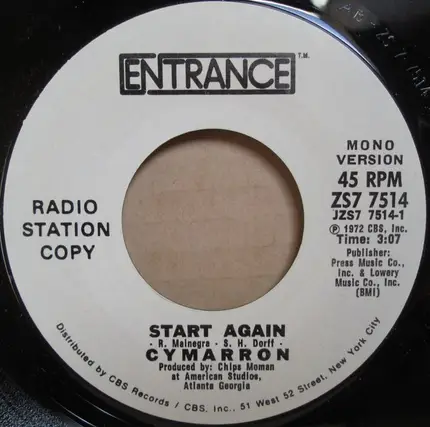 ENTRANCE T.M.
MONO
VERSION
45 RPM
ZS7 7514
JZS7 7514-1
℗ 1972 CBS, Inc.
Time: 3:07
Publisher:
Press Music Co.,
Inc. & Lowery
Music Co., Inc.
(BMI)
RADIO
STATION
COPY
START AGAIN
- R. Mainegra - S. H. Dorff -
CYMARRON
Produced by: Chips Moman
at American Studios,
Atlanta Georgia
Distributed by CBS Records / CBS, Inc., 51 West 52 Street, New York City